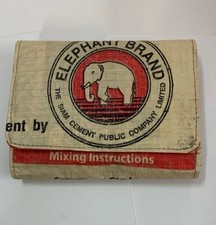 ELEPHANT BRAND
THE SIAM CEMENT PUBLIC COMPANY LIMITED
ent by
Mixing Instructions